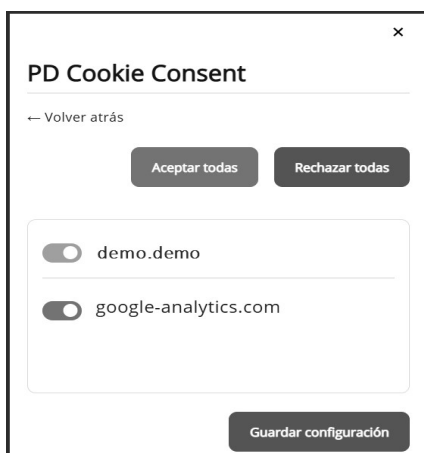 ×
PD Cookie Consent
← Volver atrás
Aceptar todas Rechazar todas
demo.demo
google-analytics.com
Guardar configuración